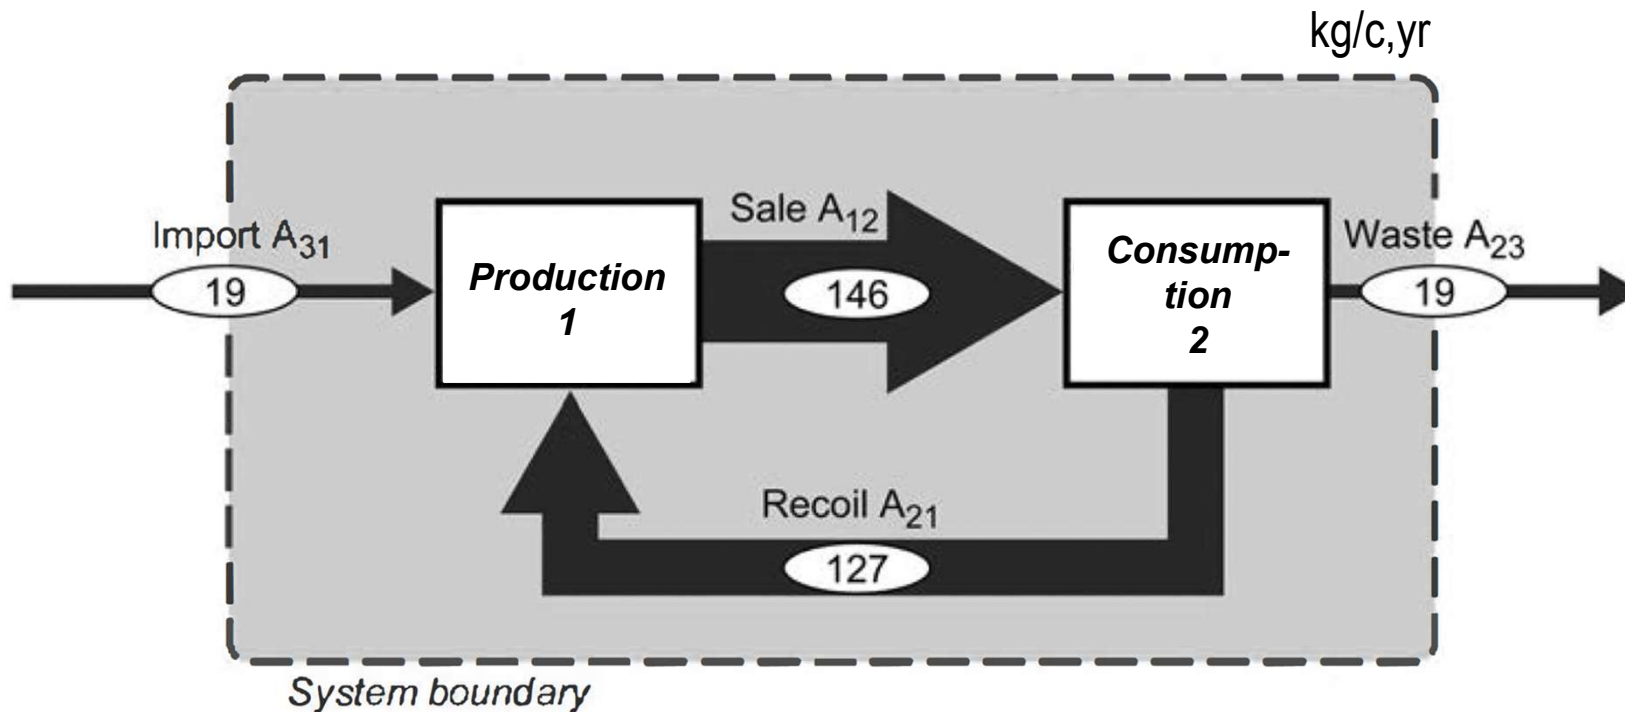 kg/c,yr
Import A31
19
Production
1
Sale A12
146
Consump-
tion
2
Waste A23
19
Recoil A21
127
System boundary